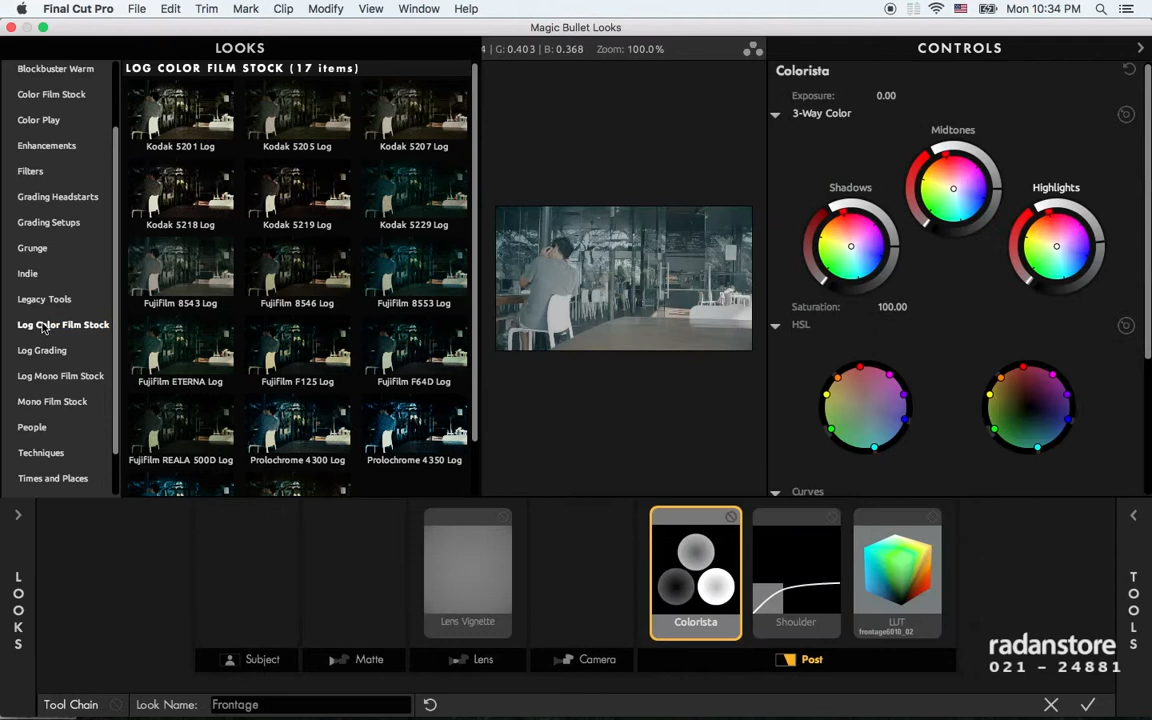 Final Cut Pro File Edit Trim Mark Clip Modify View Window Help Mon 10:34 PM
Magic Bullet Looks
LOOKS
4 | G: 0.403 | B: 0.368 Zoom: 100.0%
CONTROLS
Blockbuster Warm
Color Film Stock
Color Play
Enhancements
Filters
Grading Headstarts
Grading Setups
Grunge
Indie
Legacy Tools
Log Color Film Stock
Log Grading
Log Mono Film Stock
Mono Film Stock
People
Techniques
Times and Places
LOG COLOR FILM STOCK (17 items)
Kodak 5201 Log Kodak 5205 Log Kodak 5207 Log
Kodak 5218 Log Kodak 5219 Log Kodak 5229 Log
Fujifilm 8543 Log Fujifilm 8546 Log Fujifilm 8553 Log
Fujifilm ETERNA Log Fujifilm F125 Log Fujifilm F64D Log
Fujifilm REALA 500D Log Prolochrome 4300 Log Prolochrome 4350 Log
Colorista
Exposure: 0.00
3-Way Color
Midtones
Shadows
Highlights
Saturation: 100.00
HSL
Curves
LOOKS
Lens Vignette
Colorista
Shoulder
LUT
frontage6010_02
TOOLS
Subject Matte Lens Camera Post
radanstore
021 - 24881
Tool Chain Look Name: Frontage